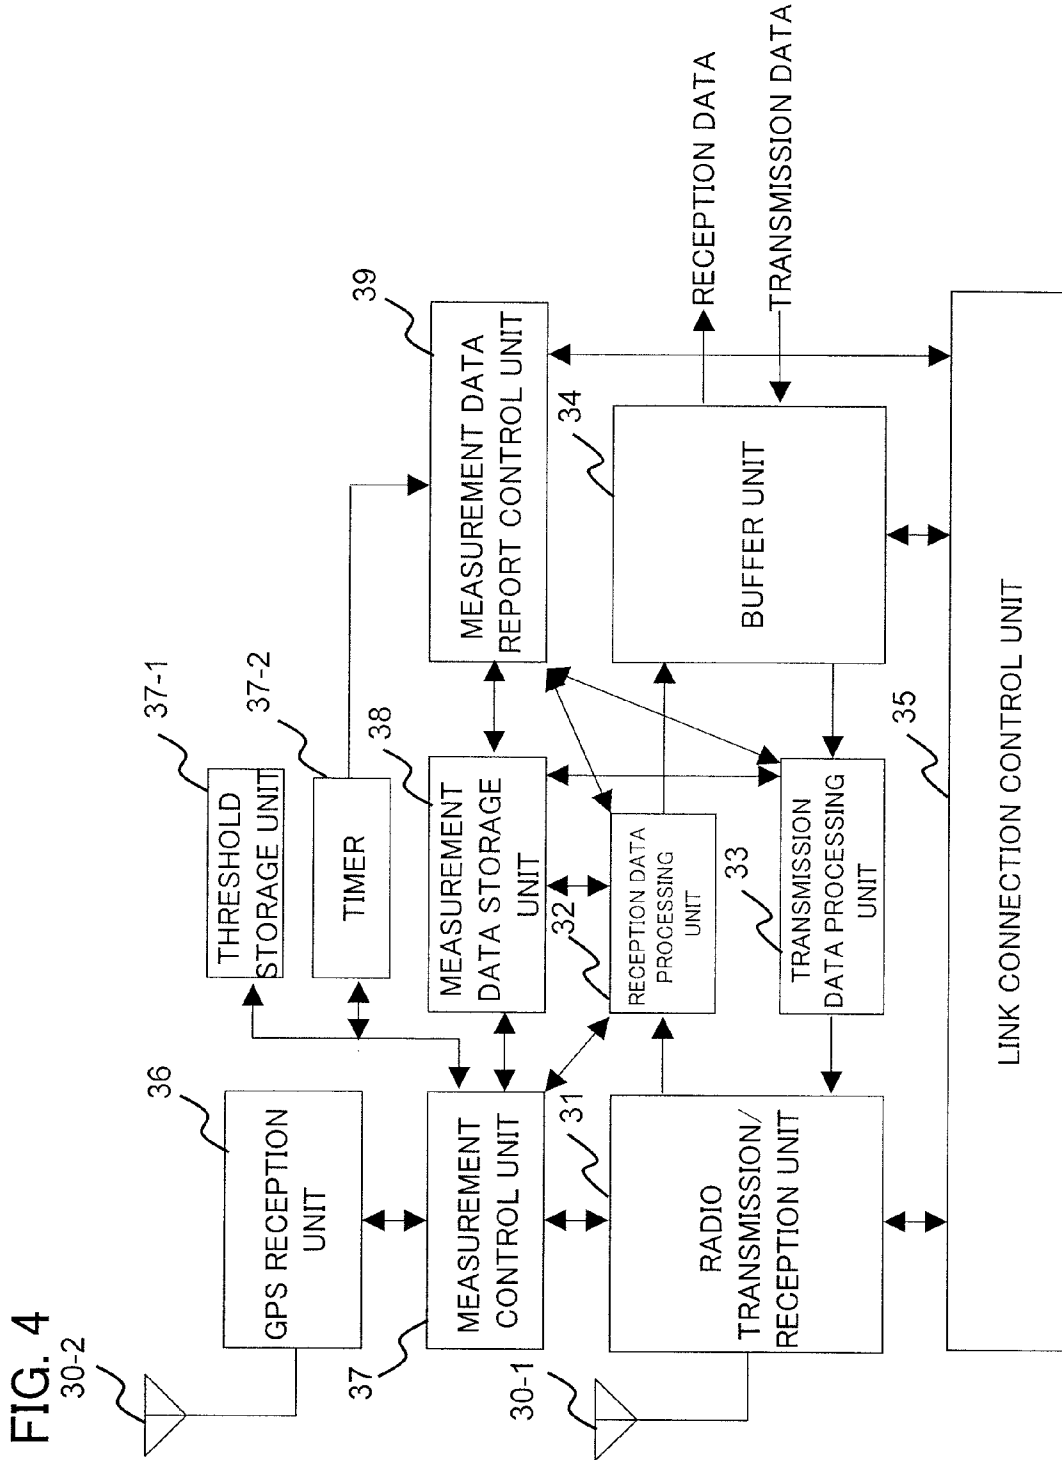 FIG. 4
30-2
36
GPS RECEPTION
UNIT
37-1
THRESHOLD
STORAGE UNIT
37-2
TIMER
37
MEASUREMENT
CONTROL UNIT
38
MEASUREMENT
DATA STORAGE
UNIT
39
MEASUREMENT DATA
REPORT CONTROL UNIT
30-1
31
RADIO
TRANSMISSION/
RECEPTION UNIT
32
RECEPTION DATA
PROCESSING
UNIT
33
TRANSMISSION
DATA PROCESSING
UNIT
34
BUFFER UNIT
RECEPTION DATA
TRANSMISSION DATA
35
LINK CONNECTION CONTROL UNIT